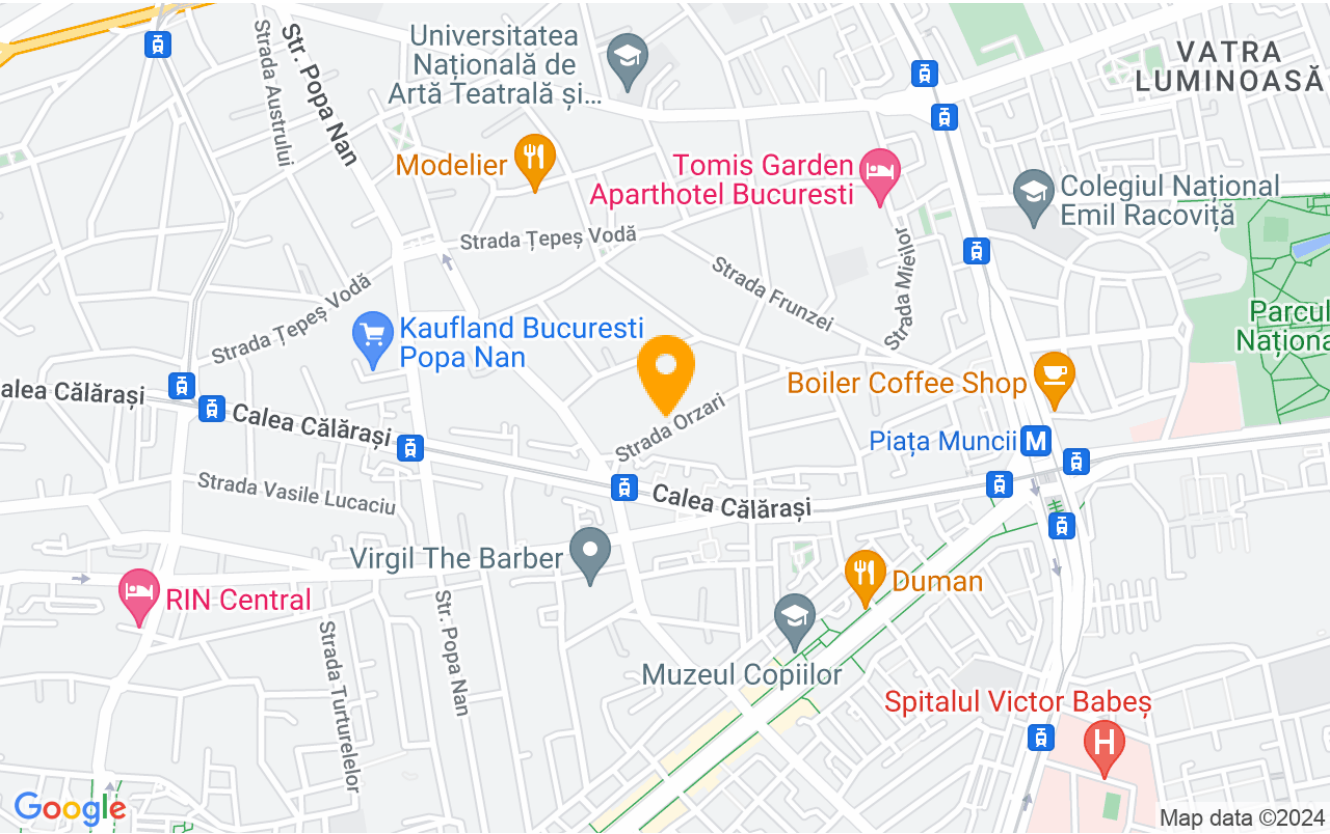 Universitatea
Națională de
Artă Teatrală și...
VATRA
LUMINOASĂ
Strada Austrului
Str. Popa Nan
Modelier
Tomis Garden
Aparthotel Bucuresti
Colegiul Național
Emil Racoviță
Strada Țepeș Vodă
Strada Mieilor
Strada Frunzei
Strada Țepeș Vodă
Kaufland Bucuresti
Popa Nan
Parcul
Naționa
alea Călărași
Boiler Coffee Shop
Calea Călărași
Strada Orzari
Piața Muncii
M
Strada Vasile Lucaciu
Calea Călărași
Virgil The Barber
Duman
RIN Central
Str. Popa Nan
Strada Turturelelor
Muzeul Copiilor
Spitalul Victor Babeș
H
Google
Map data ©2024